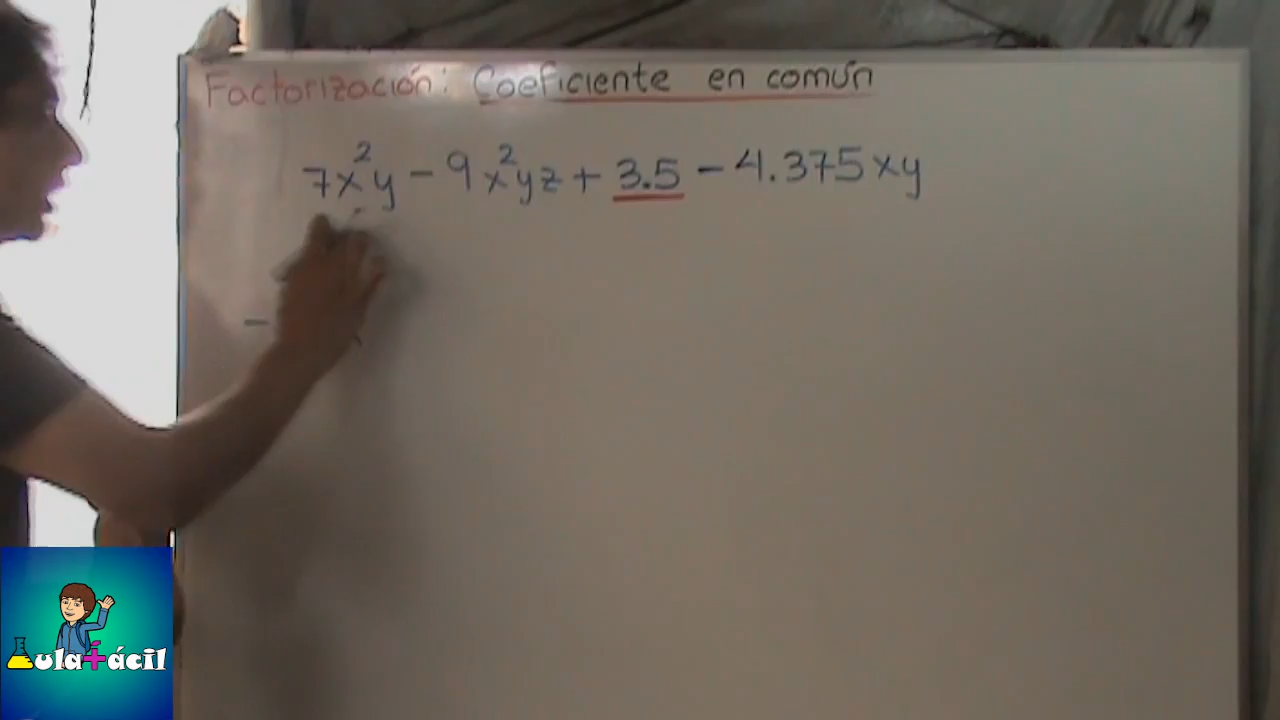 Factorización: Coeficiente en común
7x²y - 9x²yz + 3.5 - 4.375xy
Aula fácil